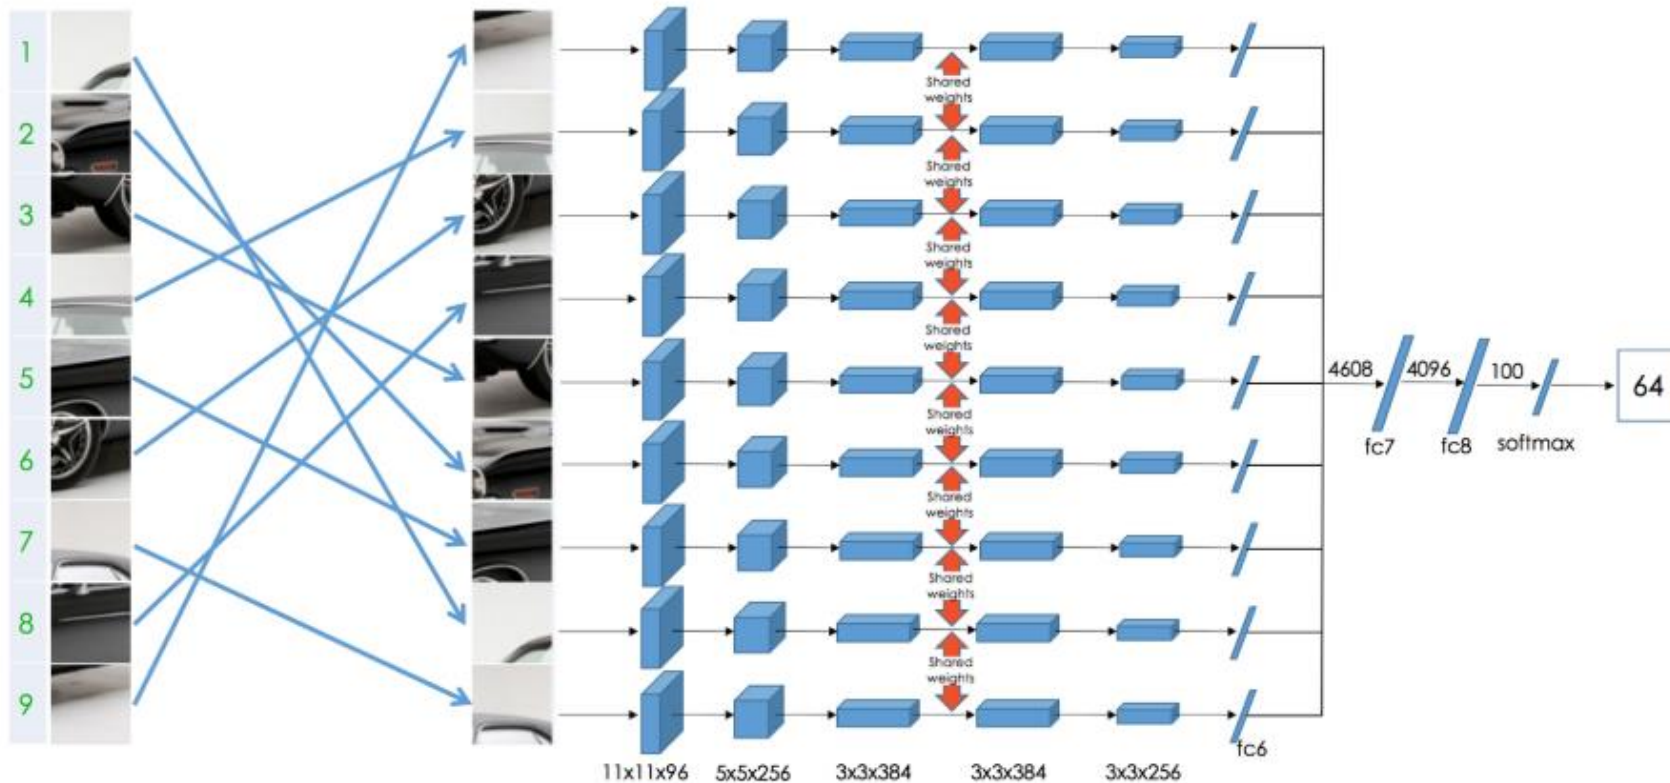 1
2
3
4
5
6
7
8
9
Shared
weights
Shared
weights
Shared
weights
Shared
weights
Shared
weights
Shared
weights
Shared
weights
Shared
weights
11x11x96 5x5x256 3x3x384 3x3x384 3x3x256
fc6
4608
fc7
4096
fc8
100
softmax
64